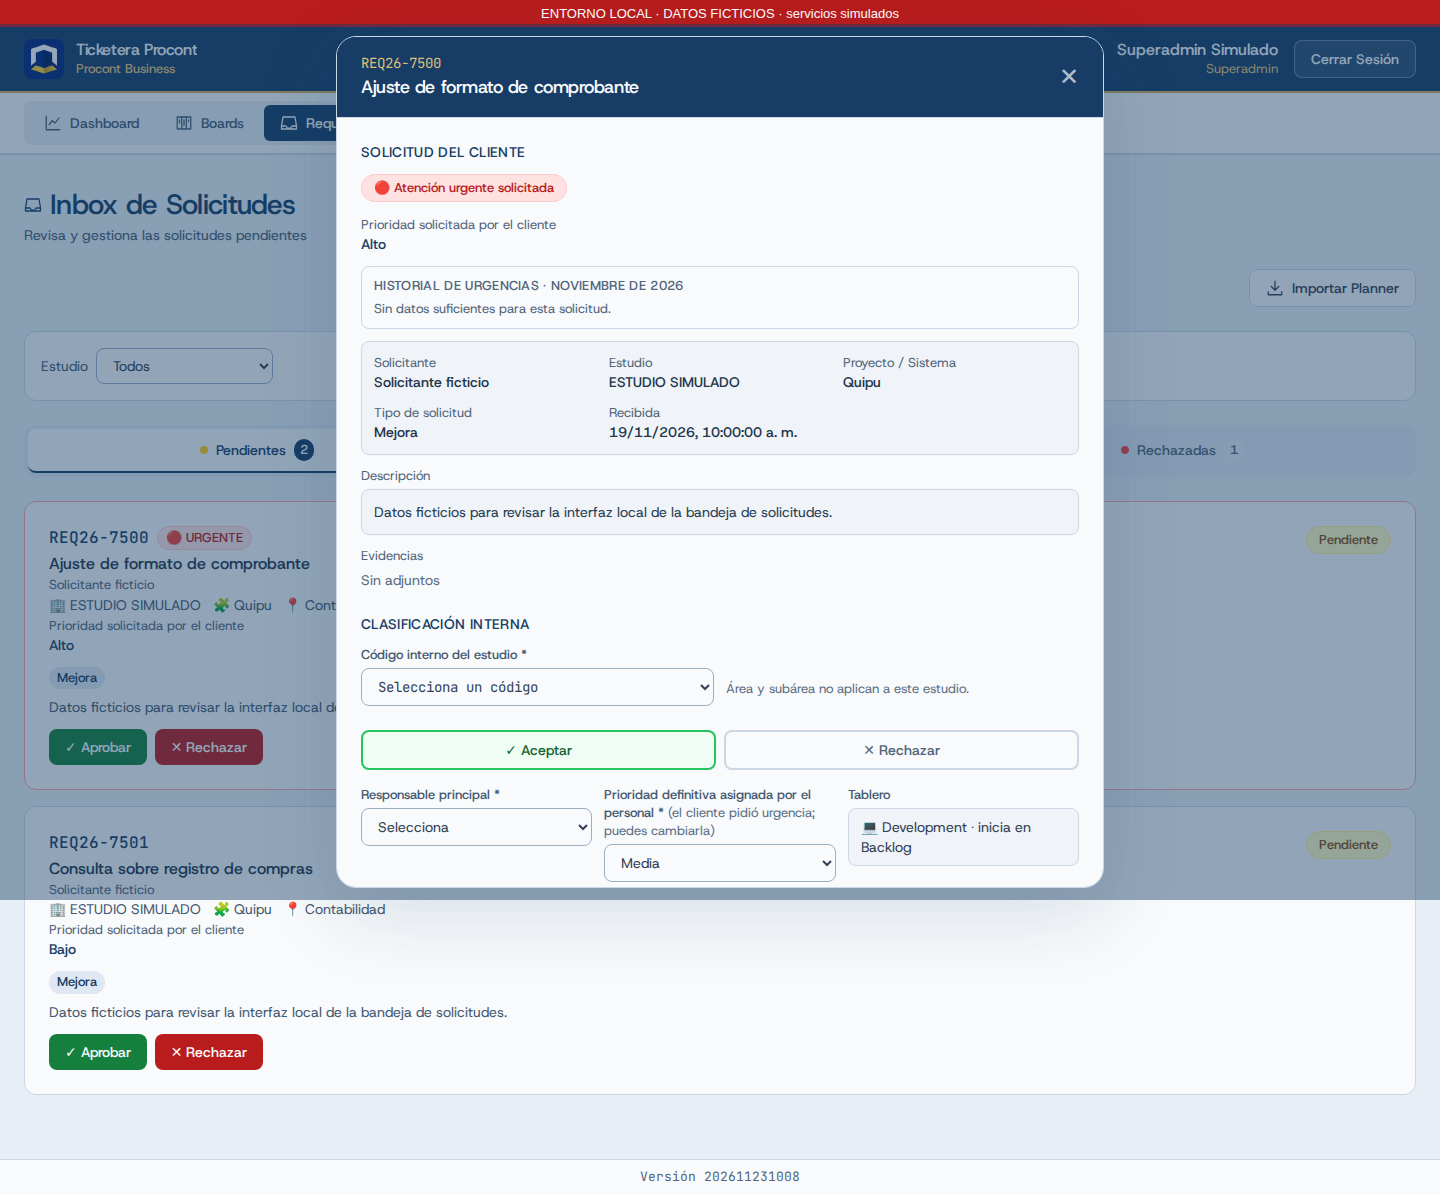 ENTORNO LOCAL · DATOS FICTICIOS · servicios simulados
Ticketera Procont
Procont Business
Superadmin Simulado
Superadmin
Cerrar Sesión
Dashboard
Boards
Requ
Inbox de Solicitudes
Revisa y gestiona las solicitudes pendientes
Importar Planner
Estudio
Todos
Pendientes 2
Rechazadas 1
REQ26-7500 URGENTE
Pendiente
Ajuste de formato de comprobante
Solicitante ficticio
ESTUDIO SIMULADO Quipu Cont
Prioridad solicitada por el cliente
Alto
Mejora
Datos ficticios para revisar la interfaz local de
✓ Aprobar
✕ Rechazar
REQ26-7501
Pendiente
Consulta sobre registro de compras
Solicitante ficticio
ESTUDIO SIMULADO Quipu Contabilidad
Prioridad solicitada por el cliente
Bajo
Mejora
Datos ficticios para revisar la interfaz local de la bandeja de solicitudes.
✓ Aprobar
✕ Rechazar
REQ26-7500
Ajuste de formato de comprobante
✕
SOLICITUD DEL CLIENTE
Atención urgente solicitada
Prioridad solicitada por el cliente
Alto
HISTORIAL DE URGENCIAS · NOVIEMBRE DE 2026
Sin datos suficientes para esta solicitud.
Solicitante
Solicitante ficticio
Estudio
ESTUDIO SIMULADO
Proyecto / Sistema
Quipu
Tipo de solicitud
Mejora
Recibida
19/11/2026, 10:00:00 a. m.
Descripción
Datos ficticios para revisar la interfaz local de la bandeja de solicitudes.
Evidencias
Sin adjuntos
CLASIFICACIÓN INTERNA
Código interno del estudio *
Selecciona un código
Área y subárea no aplican a este estudio.
✓ Aceptar
✕ Rechazar
Responsable principal *
Selecciona
Prioridad definitiva asignada por el
personal * (el cliente pidió urgencia;
puedes cambiarla)
Media
Tablero
Development · inicia en
Backlog
Versión 202611231008